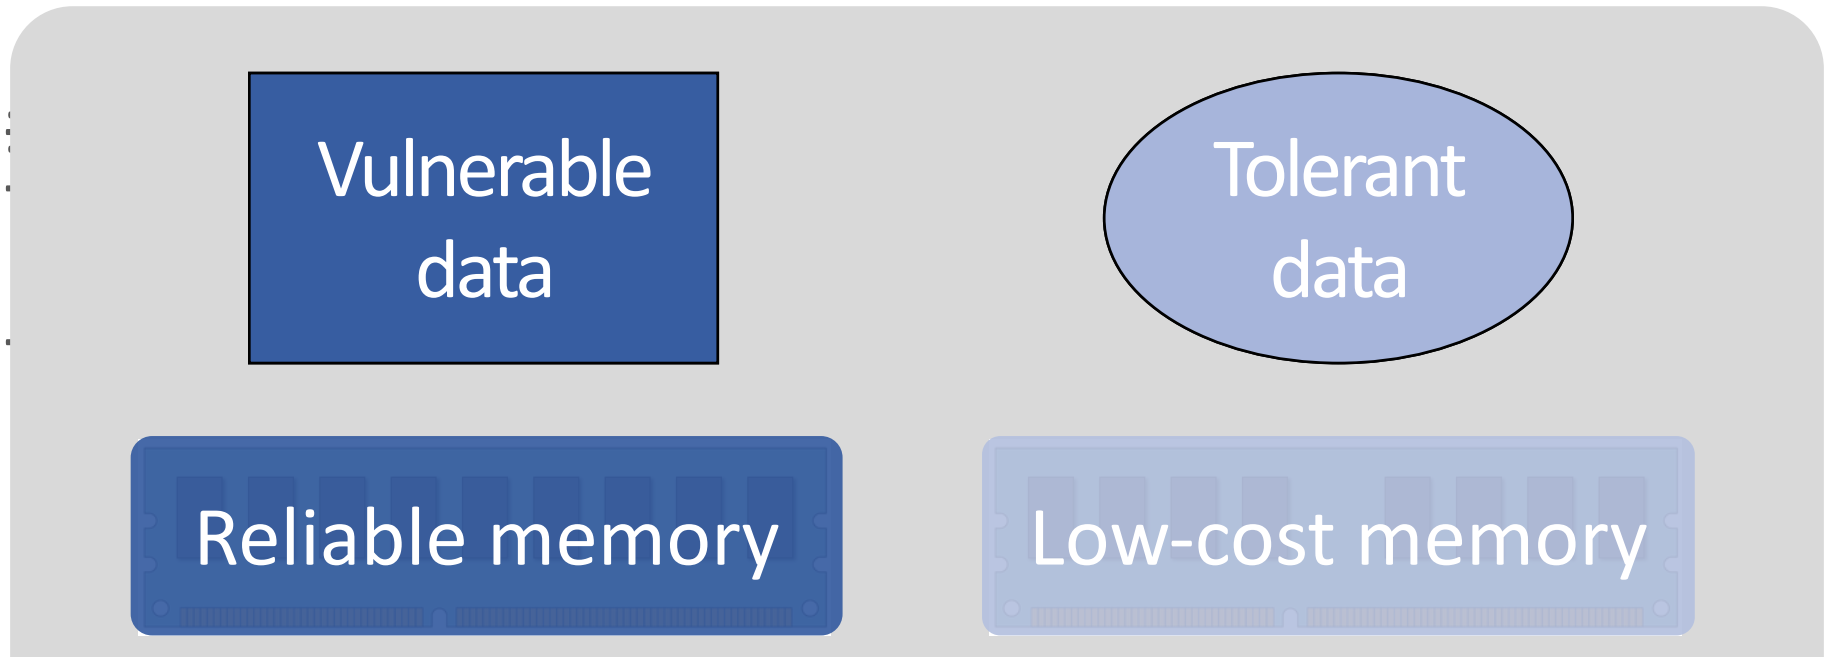 Vulnerable
data
Tolerant
data
Reliable memory
Low-cost memory